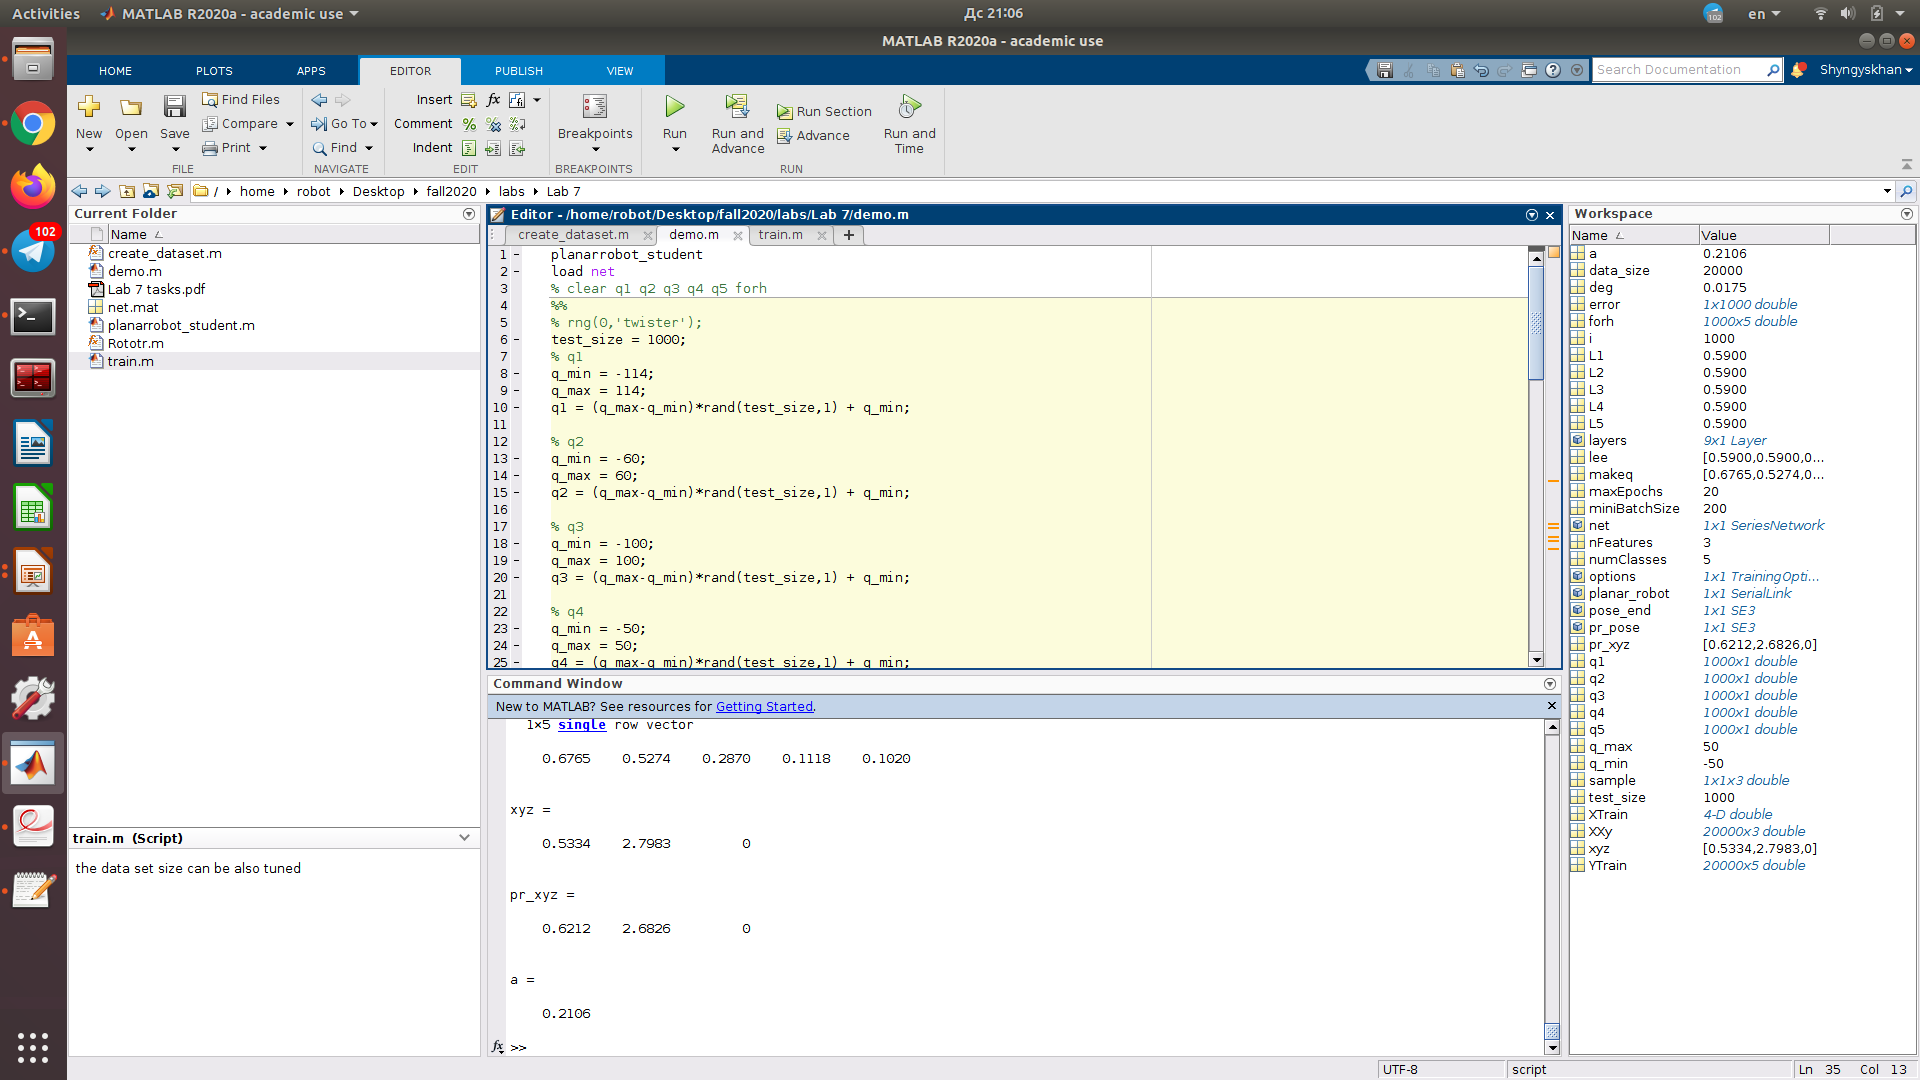 Activities MATLAB R2020a - academic use Дс 21:06 102 en
MATLAB R2020a - academic use
HOME PLOTS APPS EDITOR PUBLISH VIEW Search Documentation Shyngyskhan
New Open Save Find Files Compare Print
FILE
Go To Find
NAVIGATE
Insert fx
Comment
Indent
EDIT
Breakpoints
BREAKPOINTS
Run Run and Advance Run Section Advance Run and Time
RUN
/ home robot Desktop fall2020 labs Lab 7
Current Folder
Name
create_dataset.m
demo.m
Lab 7 tasks.pdf
net.mat
planarrobot_student.m
Rototr.m
train.m
102
train.m (Script)
the data set size can be also tuned
Editor - /home/robot/Desktop/fall2020/labs/Lab 7/demo.m
create_dataset.m demo.m train.m
1 - planarrobot_student
2 - load net
3 % clear q1 q2 q3 q4 q5 forh
4 %%
5 % rng(0,'twister');
6 - test_size = 1000;
7 % q1
8 - q_min = -114;
9 - q_max = 114;
10 - q1 = (q_max-q_min)*rand(test_size,1) + q_min;
11
12 % q2
13 - q_min = -60;
14 - q_max = 60;
15 - q2 = (q_max-q_min)*rand(test_size,1) + q_min;
16
17 % q3
18 - q_min = -100;
19 - q_max = 100;
20 - q3 = (q_max-q_min)*rand(test_size,1) + q_min;
21
22 % q4
23 - q_min = -50;
24 - q_max = 50;
25 - q4 = (q_max-q_min)*rand(test_size,1) + q_min;
Command Window
New to MATLAB? See resources for Getting Started.
1×5 single row vector
0.6765 0.5274 0.2870 0.1118 0.1020
xyz =
0.5334 2.7983 0
pr_xyz =
0.6212 2.6826 0
a =
0.2106
fx >>
Workspace
Name Value
a 0.2106
data_size 20000
deg 0.0175
error 1x1000 double
forh 1000x5 double
i 1000
L1 0.5900
L2 0.5900
L3 0.5900
L4 0.5900
L5 0.5900
layers 9x1 Layer
lee [0.5900,0.5900,0...
makeq [0.6765,0.5274,0...
maxEpochs 20
miniBatchSize 200
net 1x1 SeriesNetwork
nFeatures 3
numClasses 5
options 1x1 TrainingOpti...
planar_robot 1x1 SerialLink
pose_end 1x1 SE3
pr_pose 1x1 SE3
pr_xyz [0.6212,2.6826,0]
q1 1000x1 double
q2 1000x1 double
q3 1000x1 double
q4 1000x1 double
q5 1000x1 double
q_max 50
q_min -50
sample 1x1x3 double
test_size 1000
XTrain 4-D double
XXy 20000x3 double
xyz [0.5334,2.7983,0]
YTrain 20000x5 double
UTF-8 script Ln 35 Col 13